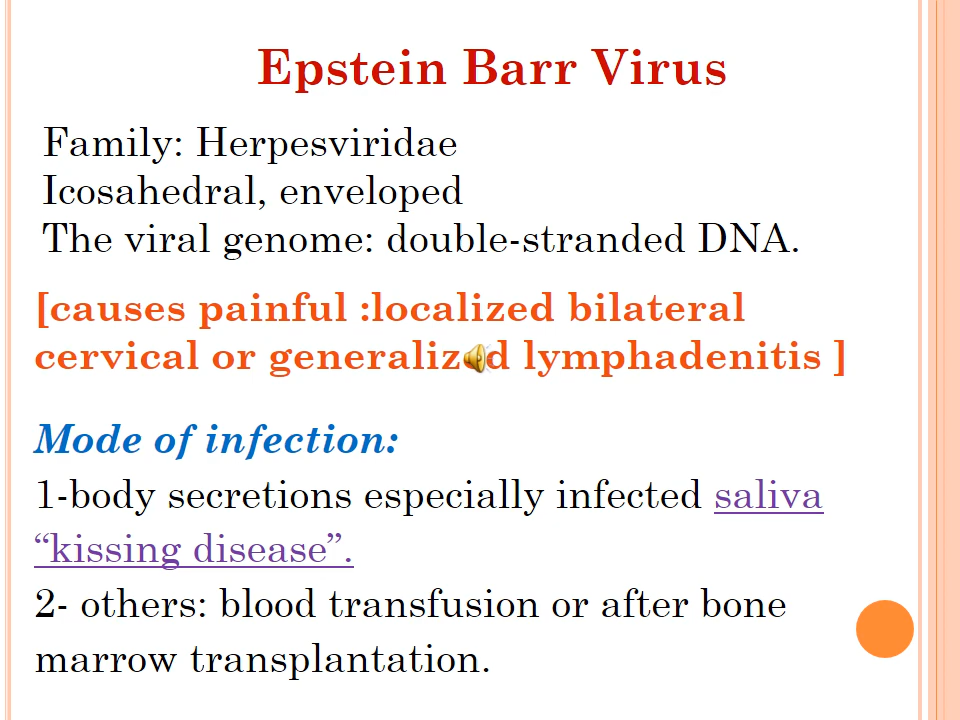 Epstein Barr Virus
Family: Herpesviridae
Icosahedral, enveloped
The viral genome: double-stranded DNA.
[causes painful :localized bilateral
cervical or generalized lymphadenitis ]
Mode of infection:
1-body secretions especially infected saliva
“kissing disease”.
2- others: blood transfusion or after bone
marrow transplantation.